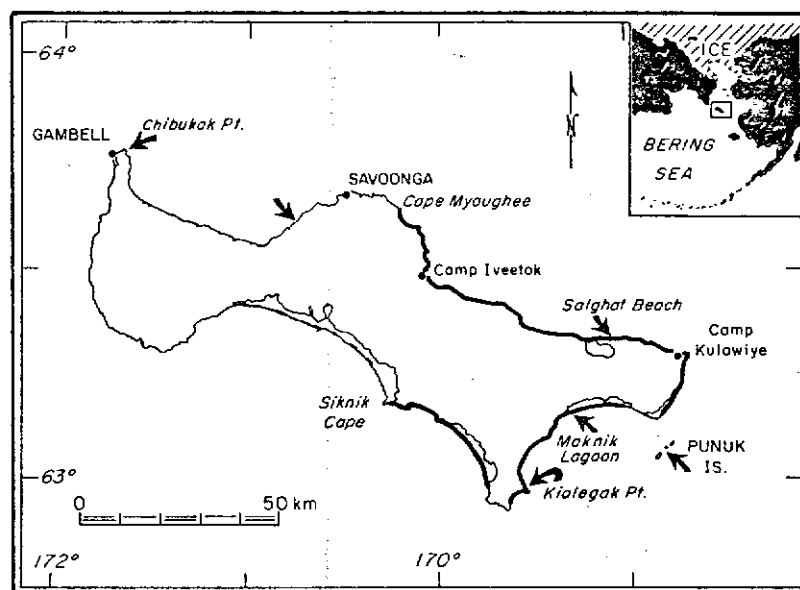 64°
ICE
GAMBELL
Chibukak Pt.
N
BERING
SEA
SAVOONGA
Cape Myaughee
Camp Iveetok
Salghat Beach
Camp
Kulawiye
Siknik
Cape
Maknik
Lagoon
PUNUK
IS.
63°
Kialegak Pt.
0 50 km
172°
170°